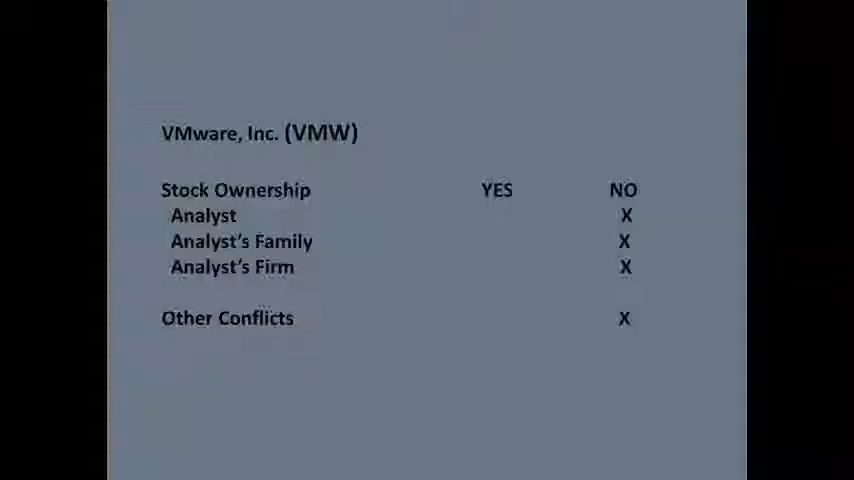 VMware, Inc. (VMW)
Stock Ownership YES NO
Analyst X
Analyst's Family X
Analyst's Firm X
Other Conflicts X